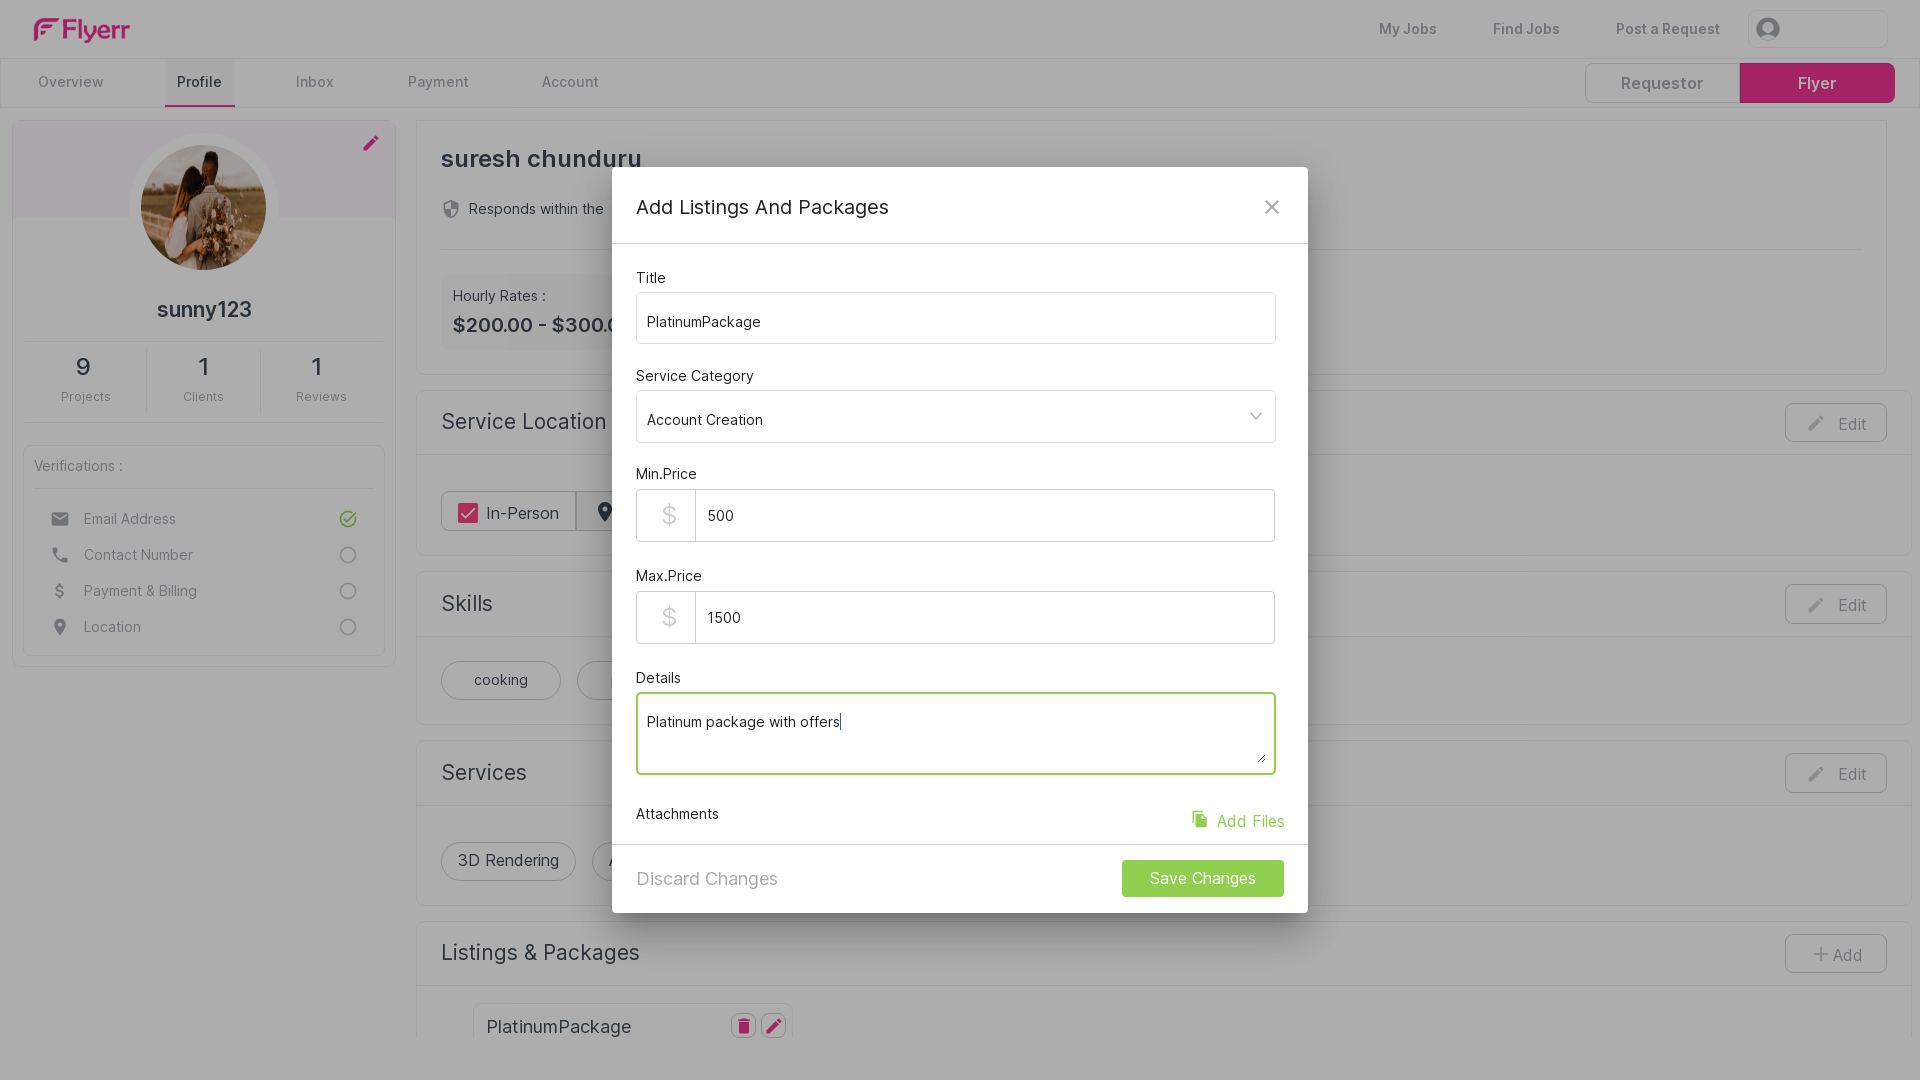 Flyerr
My Jobs
Find Jobs
Post a Request
Overview
Profile
Inbox
Payment
Account
Requestor
Flyer
sunny123
9
Projects
1
Clients
1
Reviews
Verifications :
Email Address
Contact Number
Payment & Billing
Location
suresh chunduru
Responds within the
Hourly Rates :
$200.00 - $300.0
Service Location
Edit
In-Person
Skills
Edit
cooking
Services
Edit
3D Rendering
Listings & Packages
Add
PlatinumPackage
Add Listings And Packages
Title
PlatinumPackage
Service Category
Account Creation
Min.Price
$ 500
Max.Price
$ 1500
Details
Platinum package with offers
Attachments
Add Files
Discard Changes
Save Changes